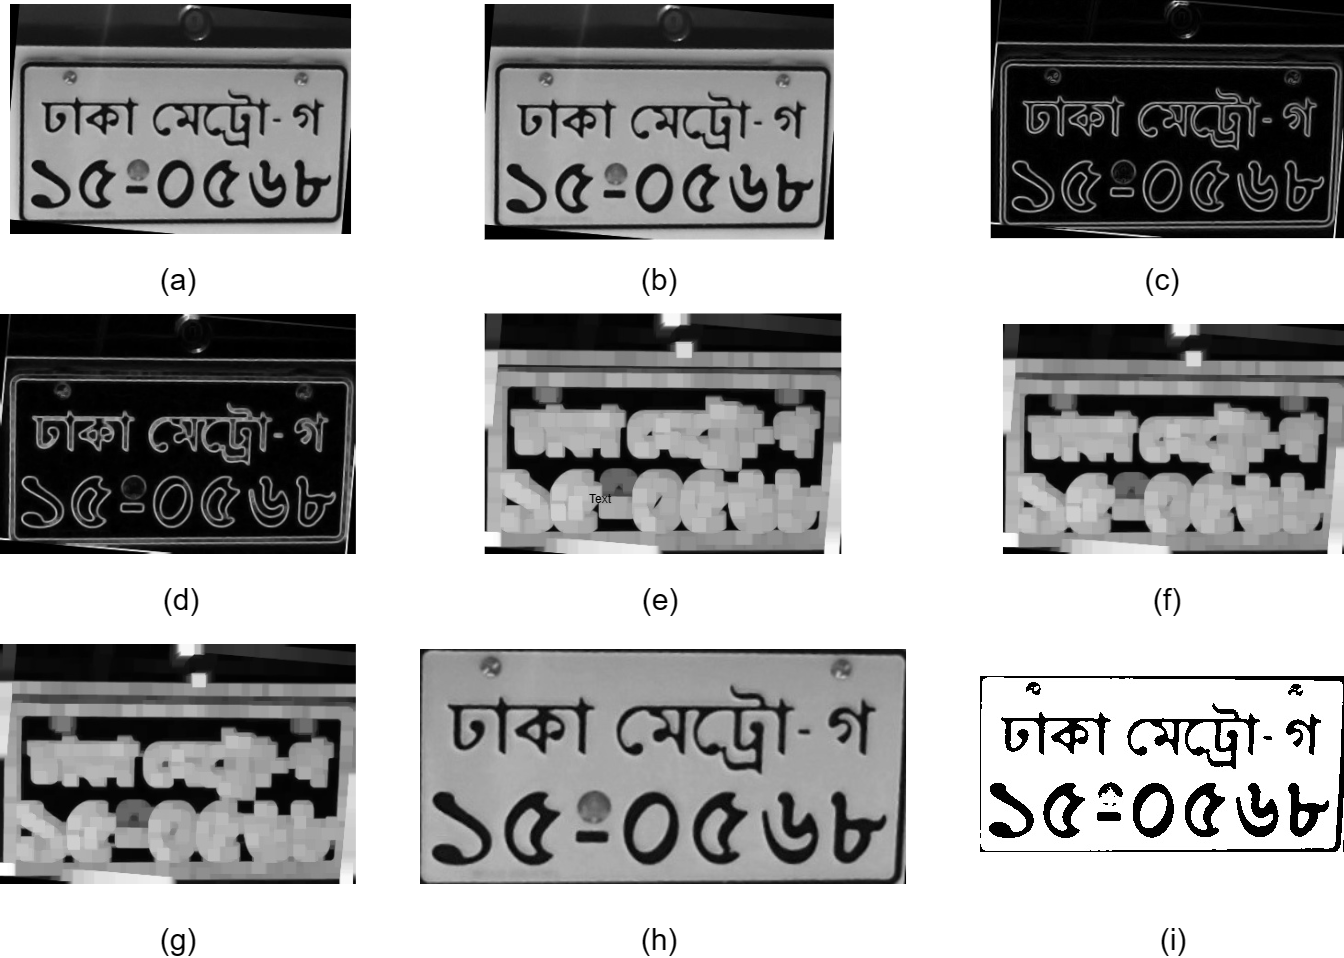 ঢাকা মেট্রো- গ ঢাকা মেট্রো- গ ঢাকা মেট্রো- গ
১৫-০৫৬৮ ১৫-০৫৬৮ ১৫-০৫৬৮
(a) (b) (c)
ঢাকা মেট্রো- গ
১৫-০৫৬৮ Text
(d) (e) (f)
ঢাকা মেট্রো- গ ঢাকা মেট্রো- গ
১৫-০৫৬৮ ১৫-০৫৬৮
(g) (h) (i)